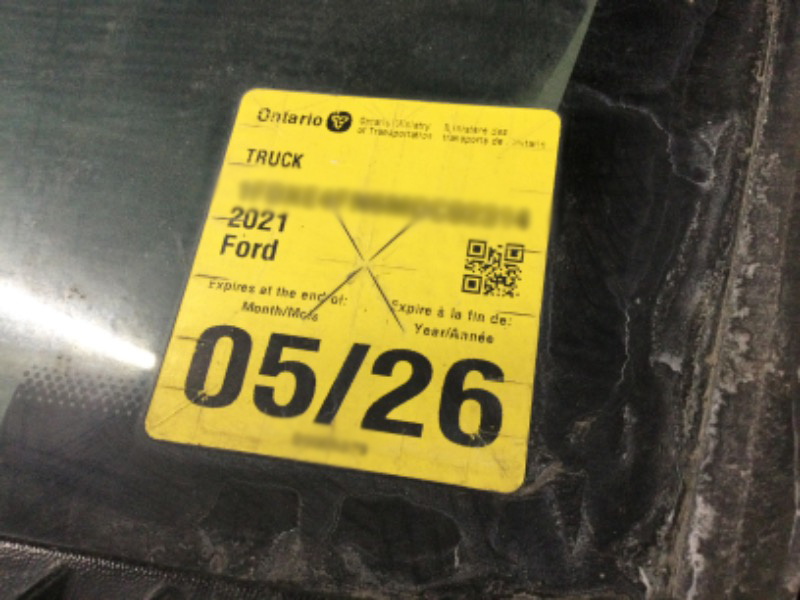 Ontario
Ontario Ministry of Transportation
Ministère des transports de l'Ontario
TRUCK
2021
Ford
Expires at the end of:
Month/Mois
Expire à la fin de:
Year/Année
05/26